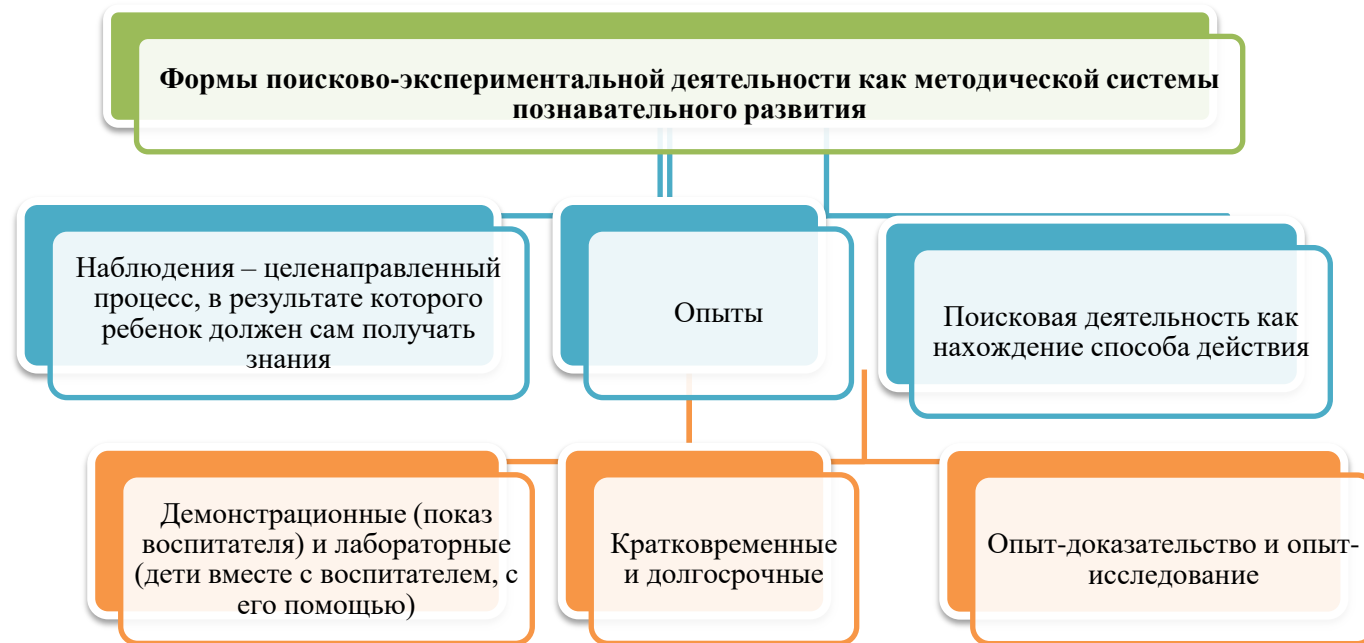 Формы поисково-экспериментальной деятельности как методической системы
познавательного развития
Наблюдения – целенаправленный
процесс, в результате которого
ребенок должен сам получать
знания
Опыты
Поисковая деятельность как
нахождение способа действия
Демонстрационные (показ
воспитателя) и лабораторные
(дети вместе с воспитателем, с
его помощью)
Кратковременные
и долгосрочные
Опыт-доказательство и опыт-
исследование